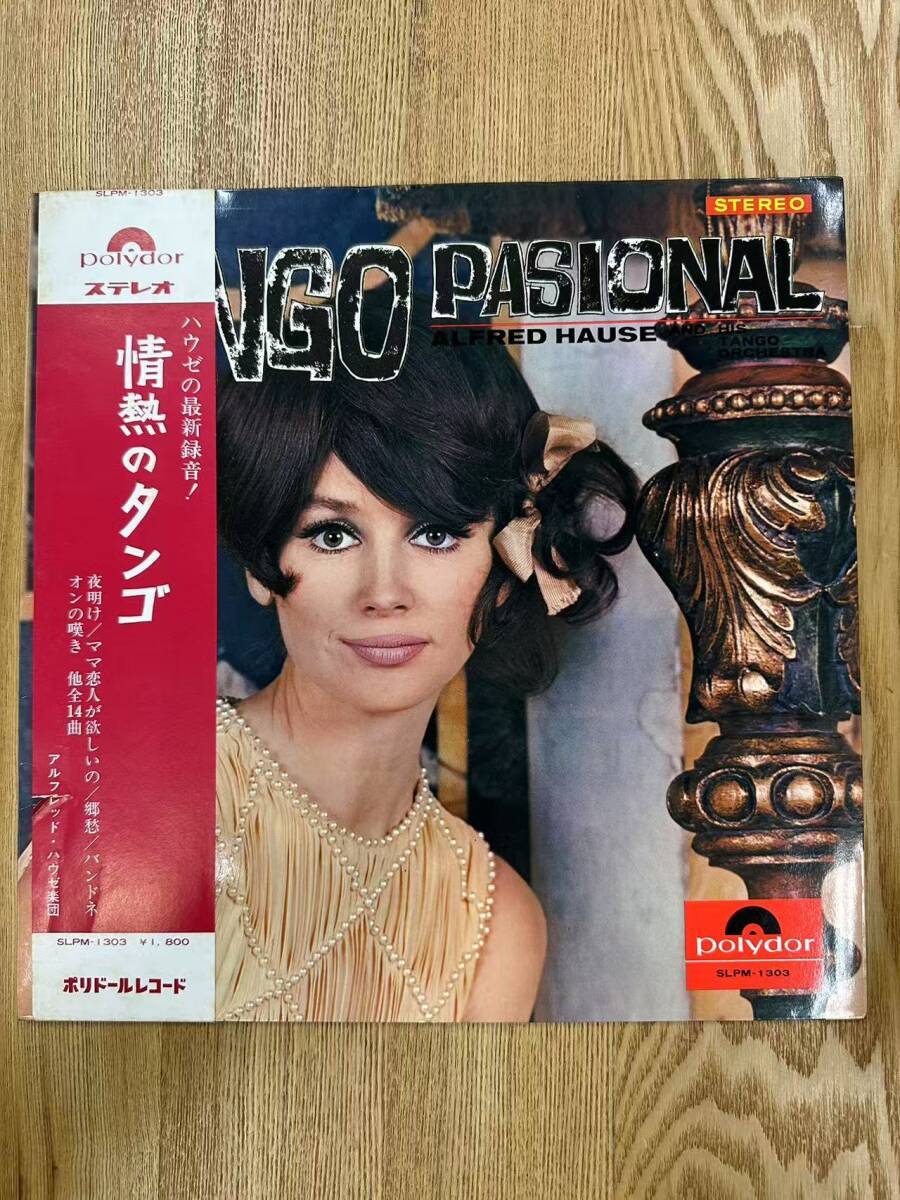 SLPM-1303
polydor
ステレオ
ハウゼの最新録音!
情熱のタンゴ
夜明け/ママ恋人が欲しいの/郷愁/バンドネ
オンの嘆き 他全14曲
アルフレッド・ハウゼ楽団
SLPM-1303 ¥1,800
ポリドールレコード
STEREO
NGO PASIONAL
ALFRED HAUSE AND HIS
TANGO
ORCHESTRA
polydor
SLPM-1303